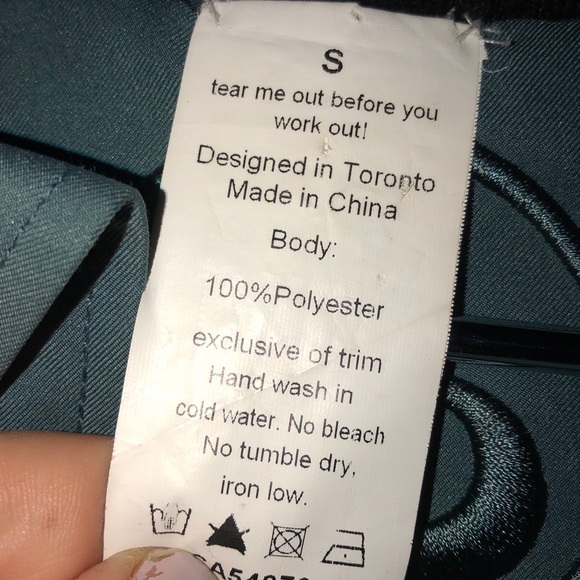 S
tear me out before you
work out!
Designed in Toronto
Made in China
Body:
100%Polyester
exclusive of trim
Hand wash in
cold water. No bleach
No tumble dry,
iron low.